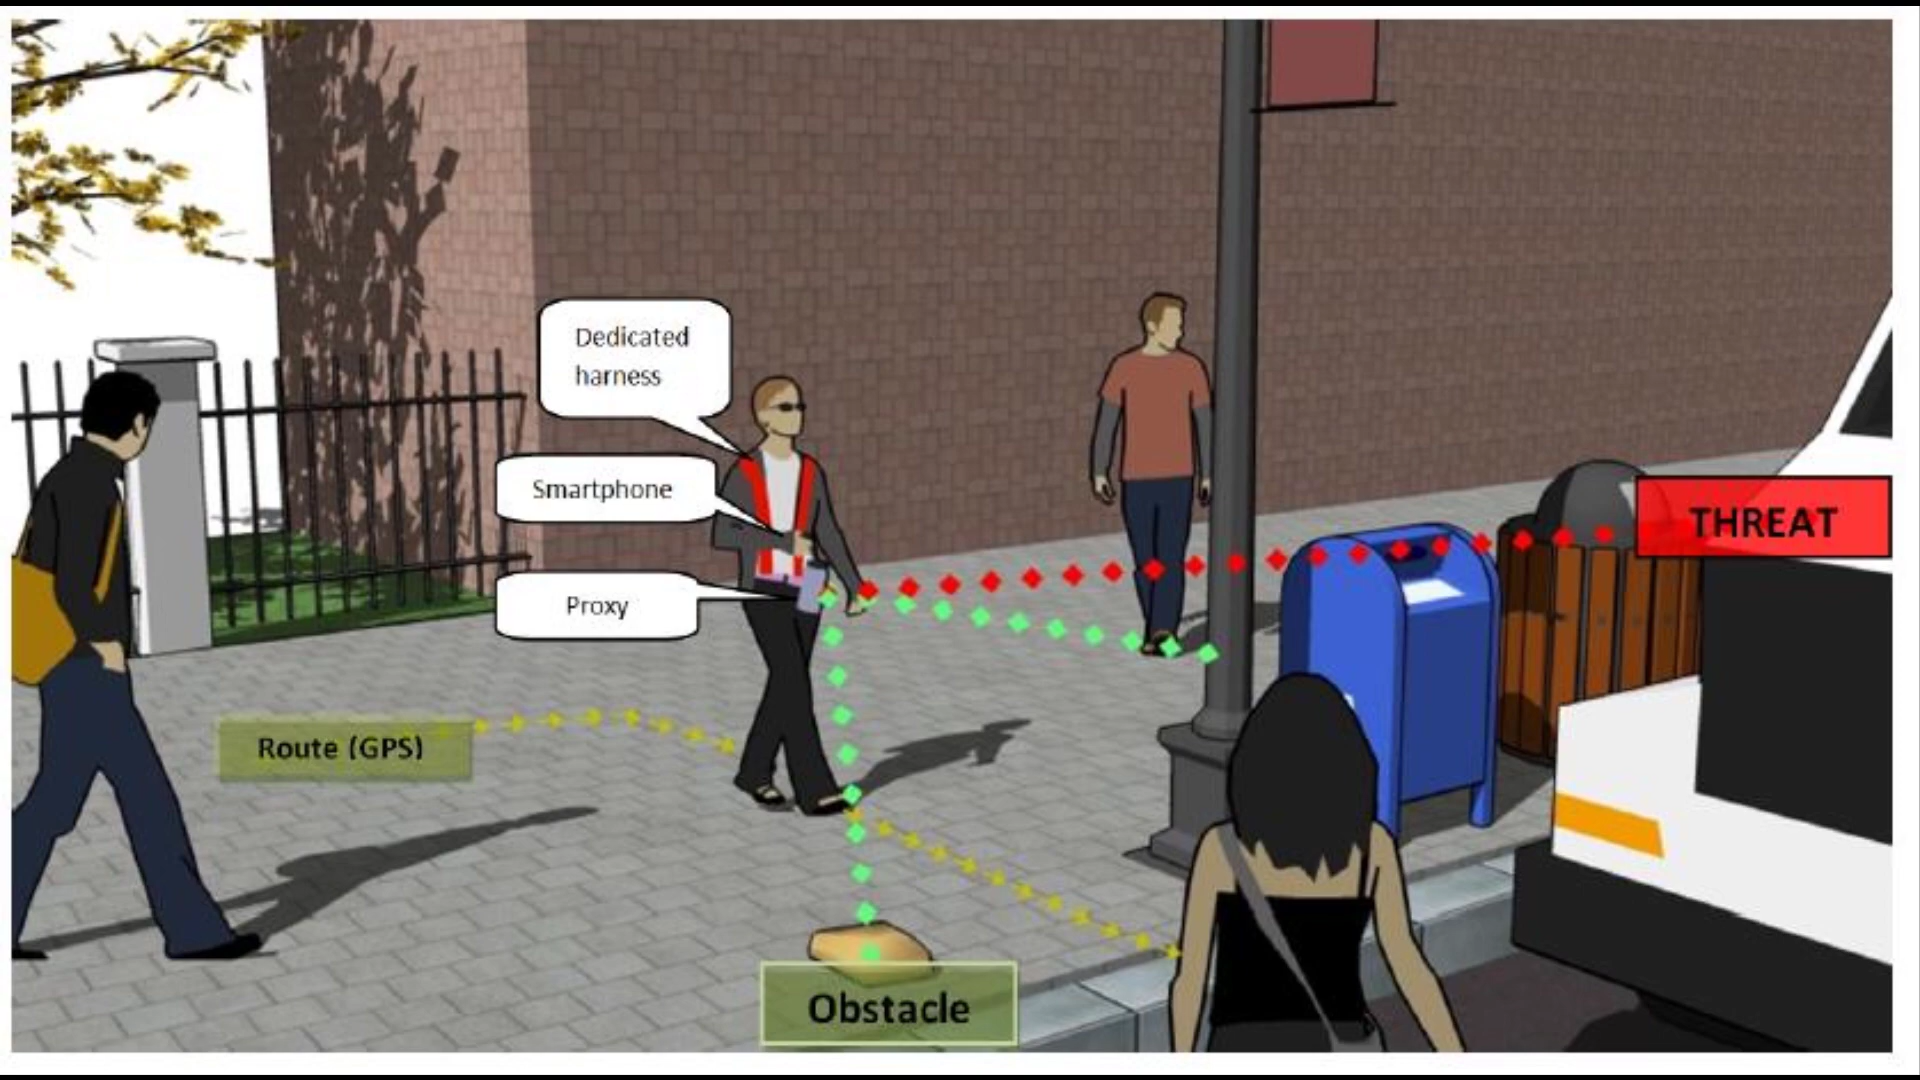 Dedicated
harness
Smartphone
THREAT
Proxy
Route (GPS)
Obstacle